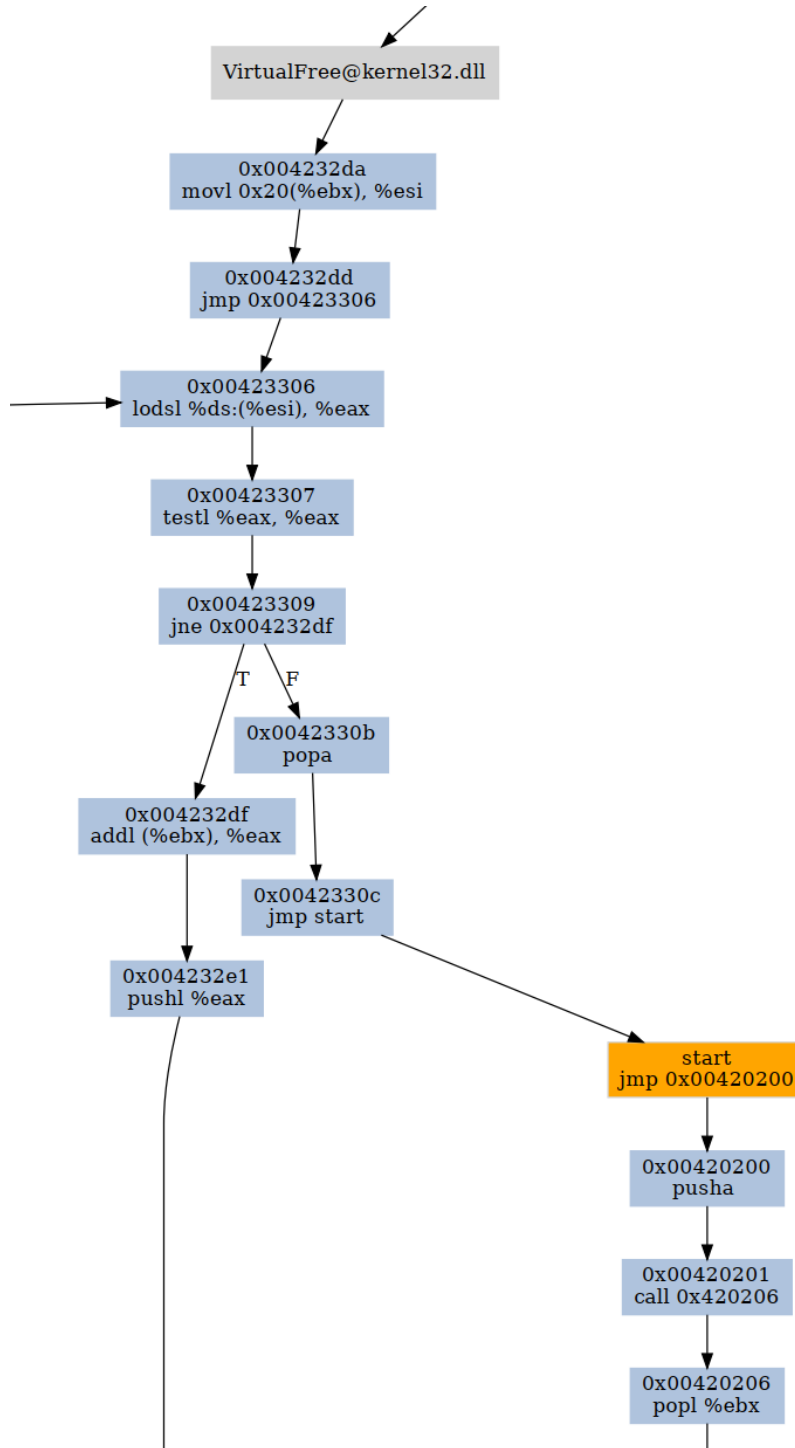 VirtualFree@kernel32.dll
0x004232da
movl 0x20(%ebx), %esi
0x004232dd
jmp 0x00423306
0x00423306
lodsl %ds:(%esi), %eax
0x00423307
testl %eax, %eax
0x00423309
jne 0x004232df
T
F
0x0042330b
popa
0x004232df
addl (%ebx), %eax
0x0042330c
jmp start
0x004232e1
pushl %eax
start
jmp 0x00420200
0x00420200
pusha
0x00420201
call 0x420206
0x00420206
popl %ebx